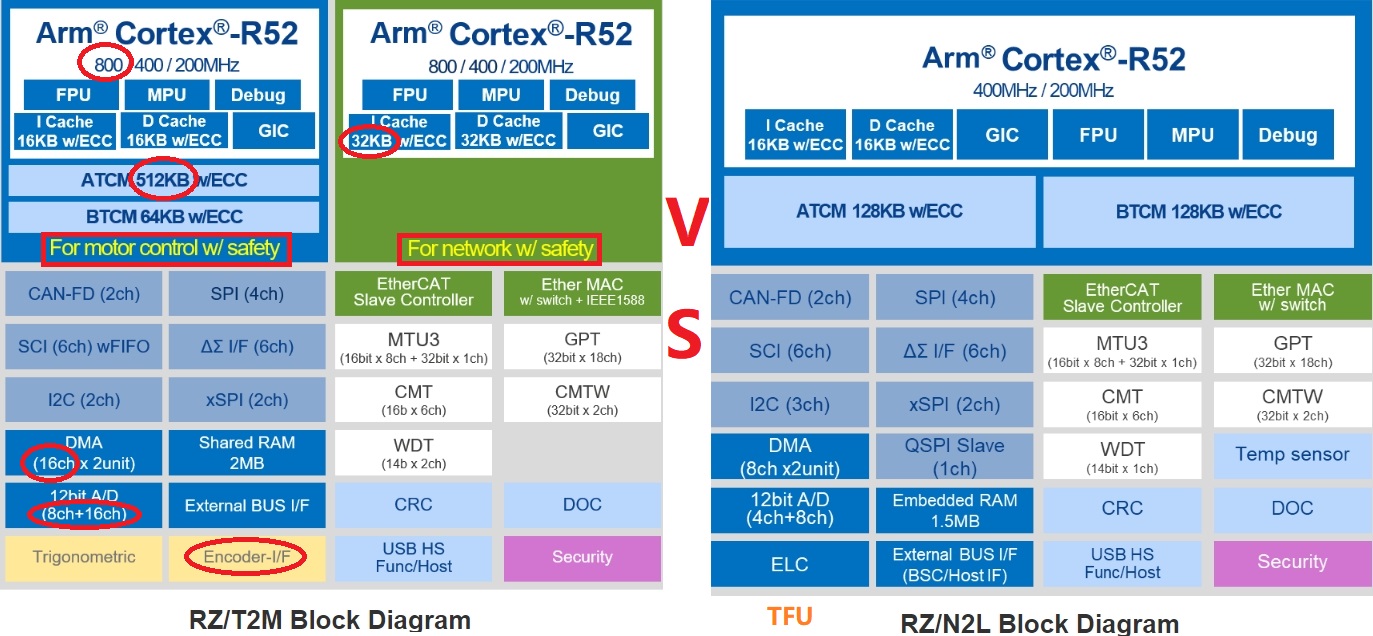 Arm® Cortex®-R52
800 / 400 / 200MHz
FPU
MPU
Debug
I Cache
16KB w/ECC
D Cache
16KB w/ECC
GIC
ATCM 512KB w/ECC
BTCM 64KB w/ECC
For motor control w/ safety
Arm® Cortex®-R52
800 / 400 / 200MHz
FPU
MPU
Debug
I Cache
32KB w/ECC
D Cache
32KB w/ECC
GIC
For network w/ safety
CAN-FD (2ch)
SPI (4ch)
EtherCAT
Slave Controller
Ether MAC
w/ switch + IEEE1588
SCI (6ch) wFIFO
ΔΣ I/F (6ch)
MTU3
(16bit x 8ch + 32bit x 1ch)
GPT
(32bit x 18ch)
I2C (2ch)
xSPI (2ch)
CMT
(16b x 6ch)
CMTW
(32bit x 2ch)
DMA
(16ch x 2unit)
Shared RAM
2MB
WDT
(14b x 2ch)
12bit A/D
(8ch+16ch)
External BUS I/F
CRC
DOC
Trigonometric
Encoder-I/F
USB HS
Func/Host
Security
RZ/T2M Block Diagram
V
S
Arm® Cortex®-R52
400MHz / 200MHz
I Cache
16KB w/ECC
D Cache
16KB w/ECC
GIC
FPU
MPU
Debug
ATCM 128KB w/ECC
BTCM 128KB w/ECC
CAN-FD (2ch)
SPI (4ch)
EtherCAT
Slave Controller
Ether MAC
w/ switch
SCI (6ch)
ΔΣ I/F (6ch)
MTU3
(16bit x 8ch + 32bit x 1ch)
GPT
(32bit x 18ch)
I2C (3ch)
xSPI (2ch)
CMT
(16bit x 6ch)
CMTW
(32bit x 2ch)
DMA
(8ch x2unit)
QSPI Slave
(1ch)
WDT
(14bit x 1ch)
Temp sensor
12bit A/D
(4ch+8ch)
Embedded RAM
1.5MB
CRC
DOC
ELC
External BUS I/F
(BSC/Host IF)
USB HS
Func/Host
Security
TFU
RZ/N2L Block Diagram